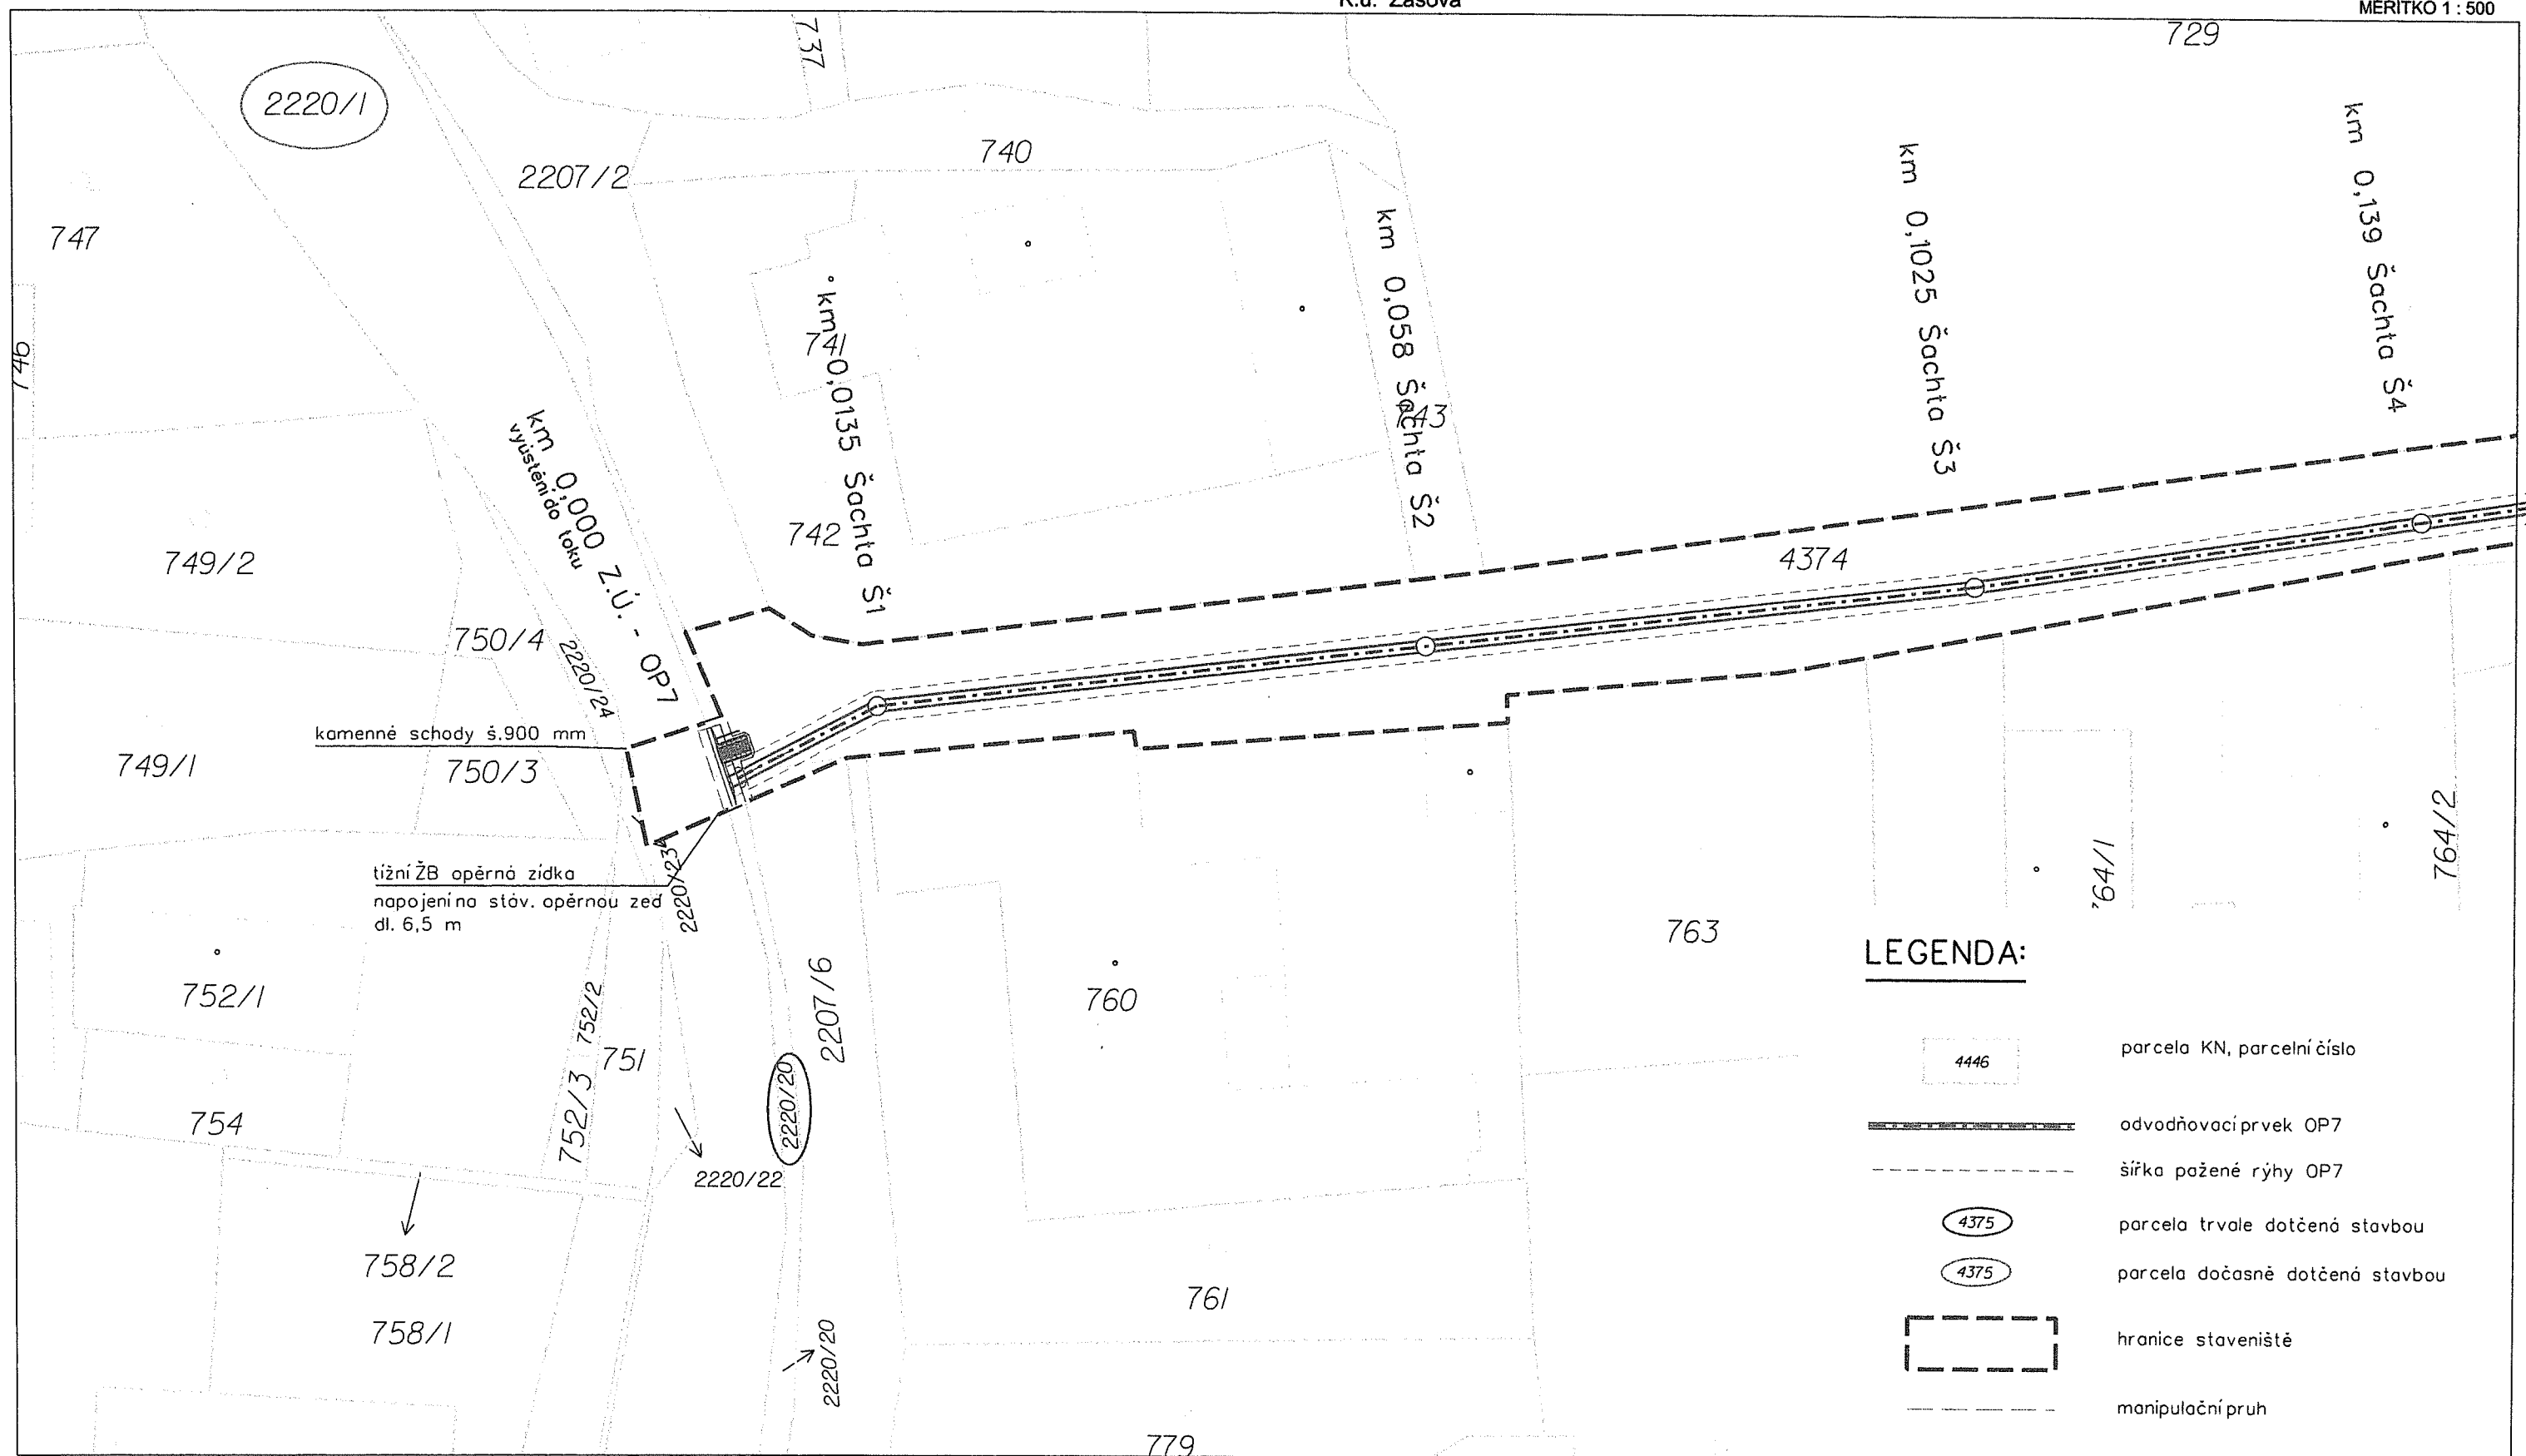 K.ú. Zašová
MĚŘÍTKO 1 : 500
729
737
2220/1
740
2207/2
747
km 0,139 Šachta Š4
km 0,1025 Šachta Š3
km 0,058 Šachta Š2
743
km 0,0135 Šachta Š1
741
746
km 0,000 Z.Ú. - OP7
vyústění do toku
742
749/2
4374
750/4
2220/24
kamenné schody š.900 mm
749/1
750/3
764/2
764/1
tížní ŽB opěrná zídka
napojení na stáv. opěrnou zeď
dl. 6,5 m
2220/23
763
752/1
752/2
2207/6
760
751
752/3
2220/20
754
2220/22
758/2
761
758/1
2220/20
779
LEGENDA:
4446
parcela KN, parcelní číslo
odvodňovací prvek OP7
šířka pažené rýhy OP7
4375
parcela trvale dotčená stavbou
4375
parcela dočasně dotčená stavbou
hranice staveniště
manipulační pruh